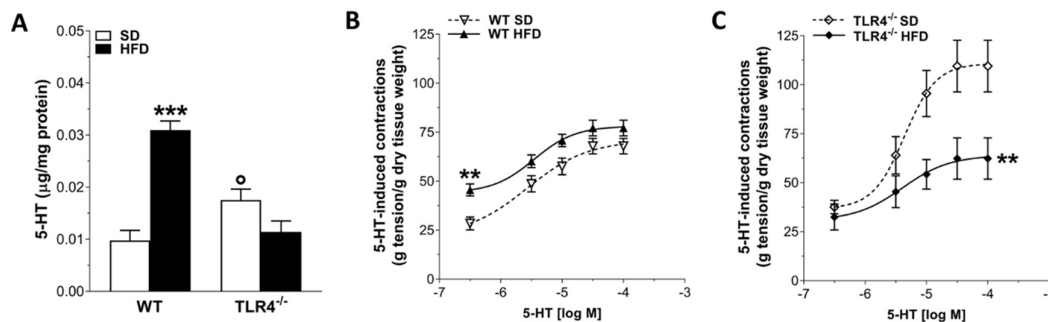 A
SD
HFD
5-HT (µg/mg protein)
0.05
0.04
0.03
0.02
0.01
0.00
***
°
WT
TLR4-/-
B
WT SD
WT HFD
5-HT-induced contractions
(g tension/g dry tissue weight)
125
100
75
50
25
0
**
-7
-6
-5
-4
-3
5-HT [log M]
C
TLR4-/- SD
TLR4-/- HFD
5-HT-induced contractions
(g tension/g dry tissue weight)
125
100
75
50
25
0
**
-7
-6
-5
-4
-3
5-HT [log M]